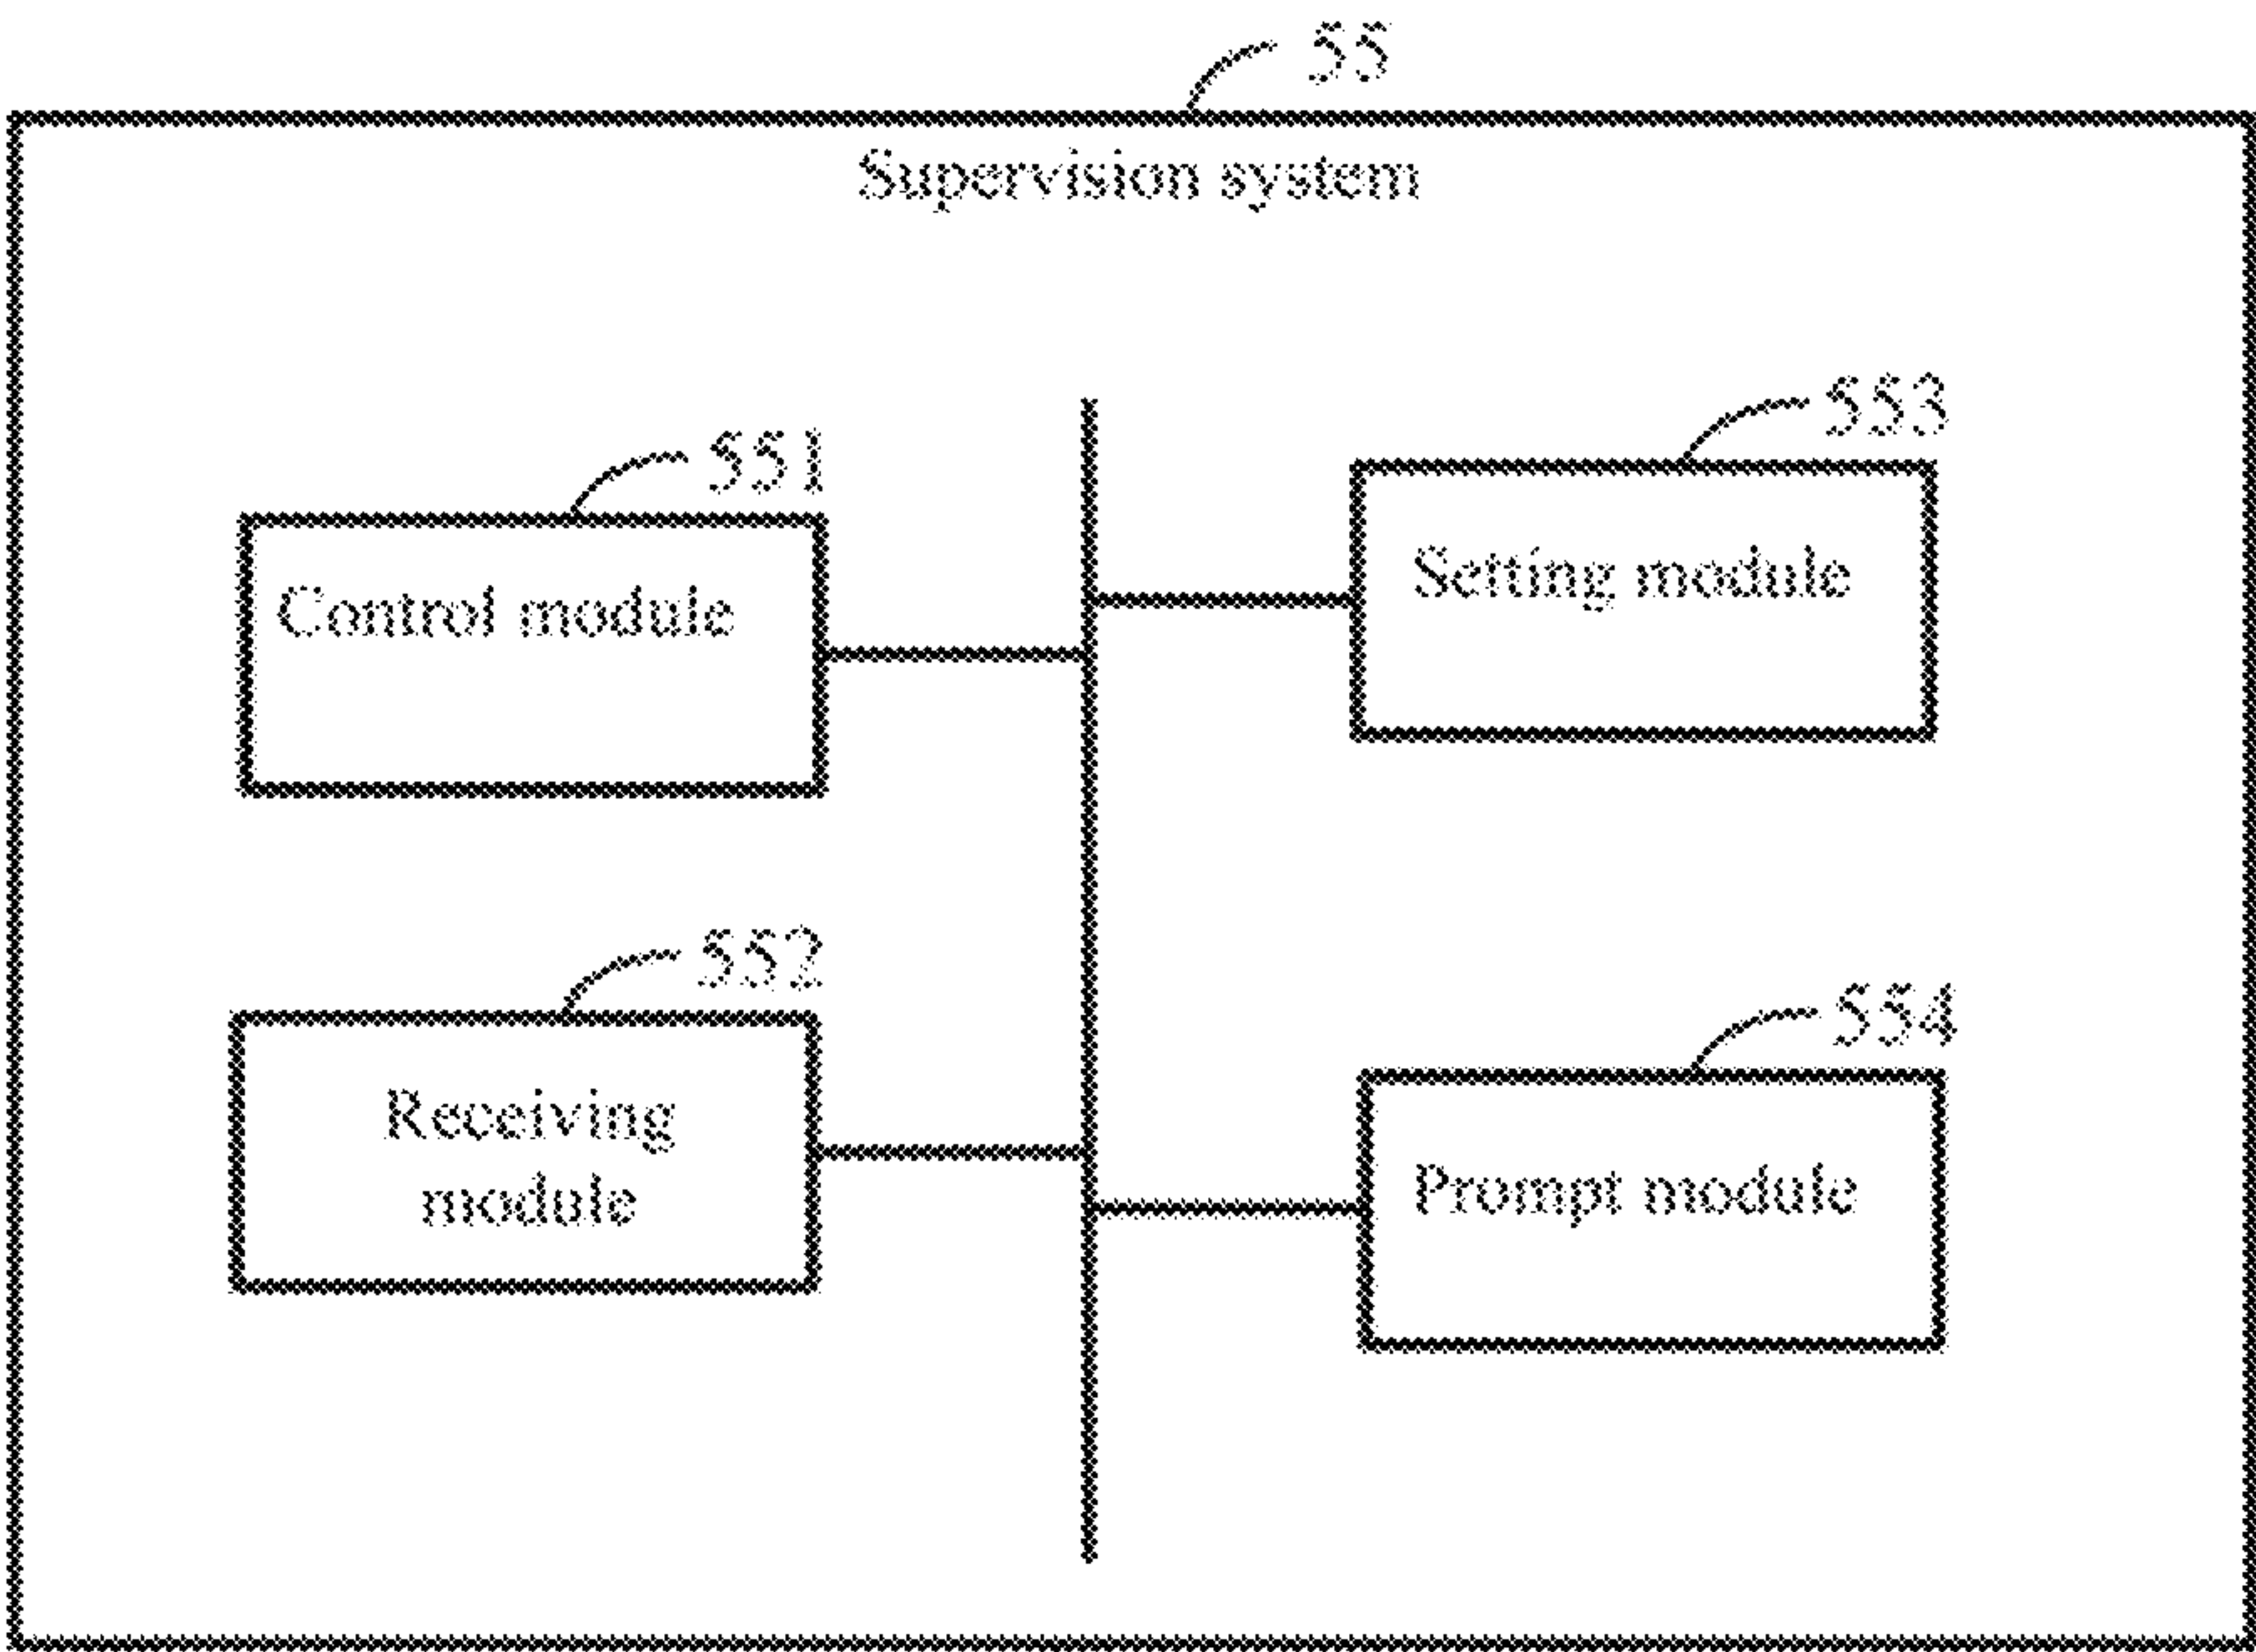 55
Supervision system
551
Control module
553
Setting module
552
Receiving
module
554
Prompt module